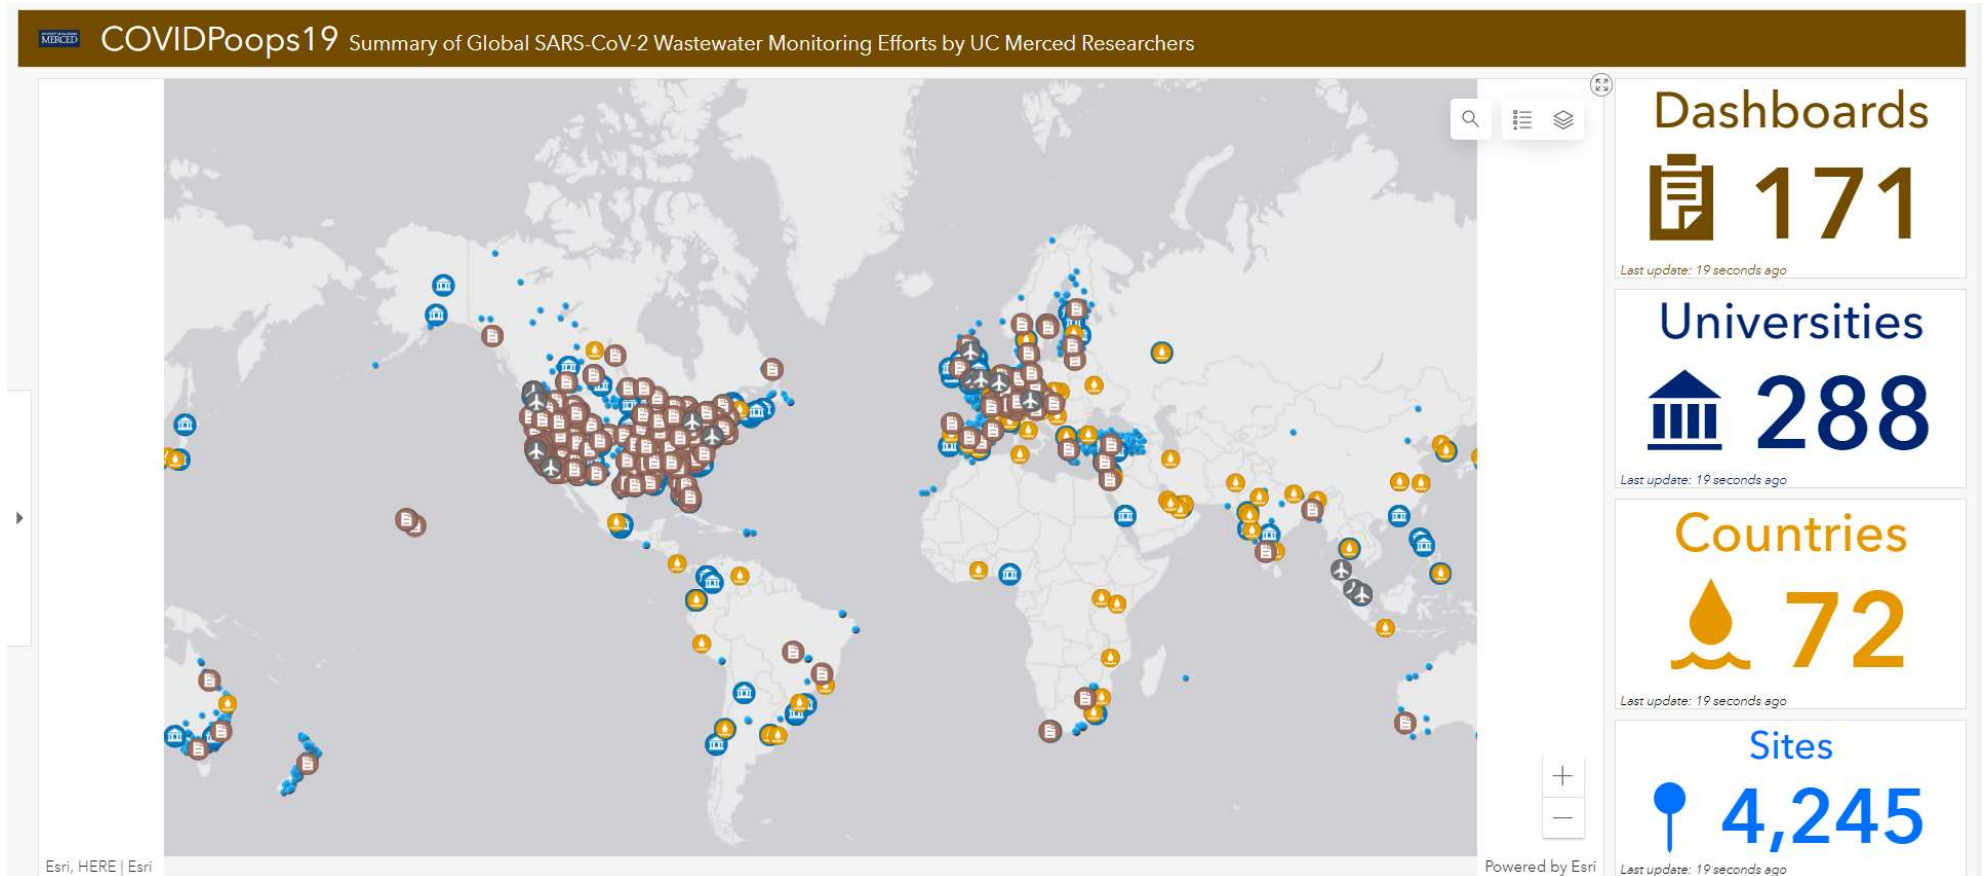 MERCED
COVIDPoops19 Summary of Global SARS-CoV-2 Wastewater Monitoring Efforts by UC Merced Researchers
Dashboards
171
Last update: 19 seconds ago
Universities
288
Last update: 19 seconds ago
Countries
72
Last update: 19 seconds ago
Sites
4,245
Last update: 19 seconds ago
Esri, HERE | Esri
Powered by Esri